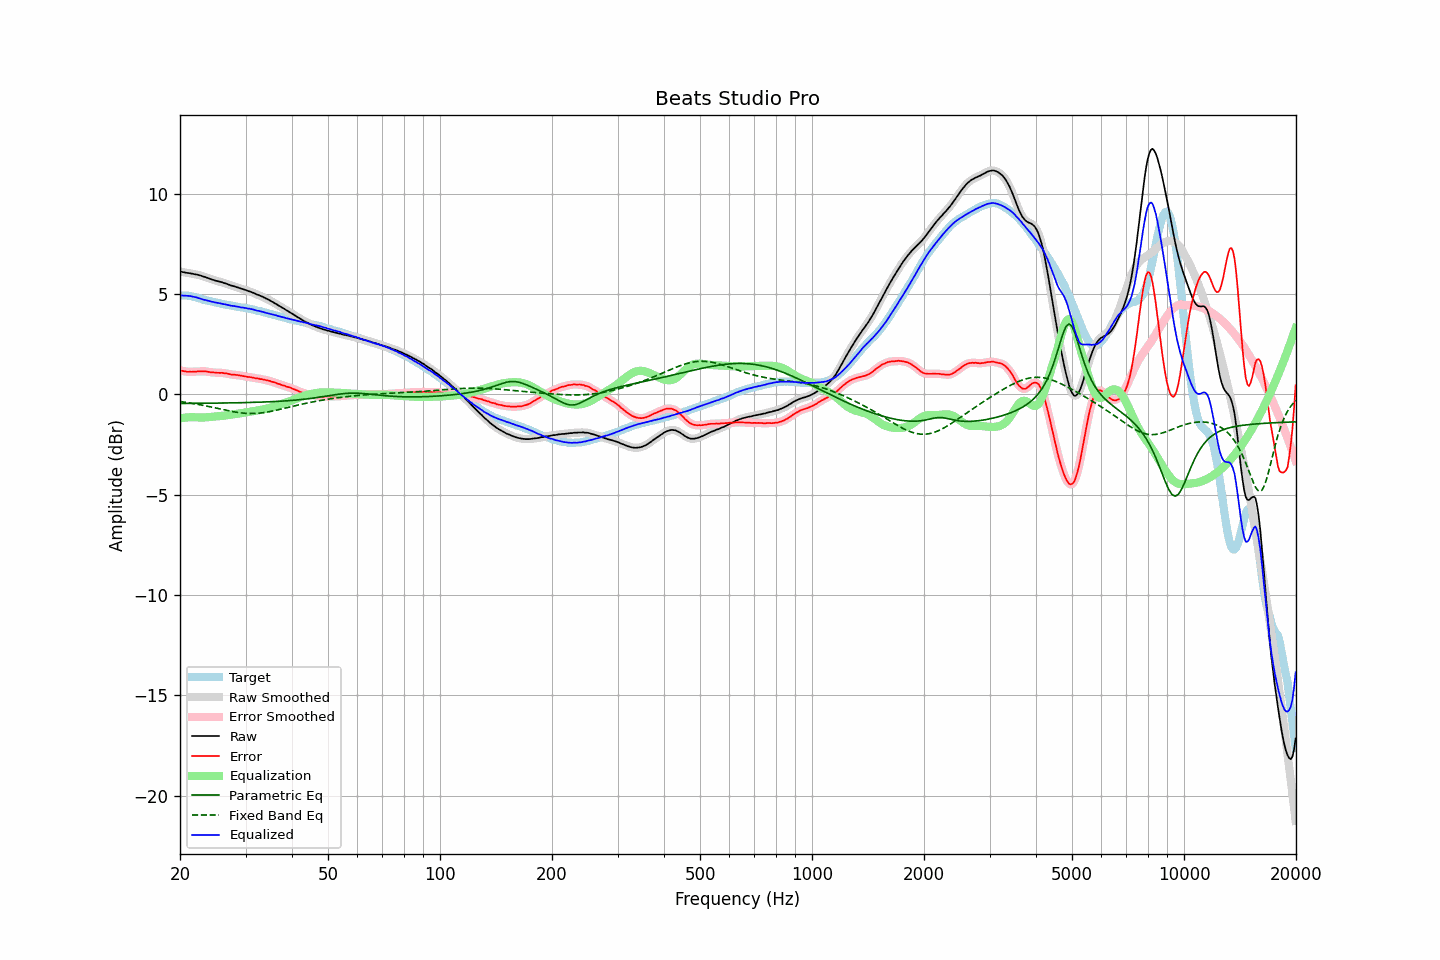 Beats Studio Pro
Amplitude (dBr)
10
5
0
−5
−10
−15
−20
Target
Raw Smoothed
Error Smoothed
Raw
Error
Equalization
Parametric Eq
Fixed Band Eq
Equalized
20 50 100 200 500 1000 2000 5000 10000 20000
Frequency (Hz)